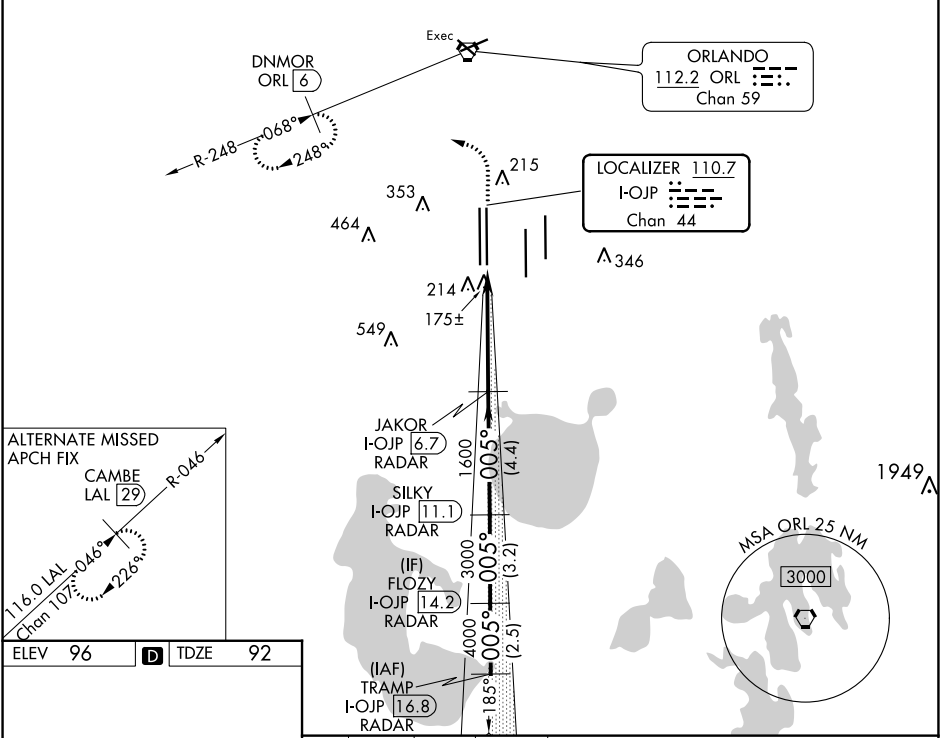 Exec
DNMOR
ORL 6
ORLANDO
112.2 ORL
Chan 59
R-248
068°
248°
215
LOCALIZER 110.7
I-OJP
Chan 44
353
464
346
214
175±
549
JAKOR
I-OJP 6.7
RADAR
1600
005°
(4.4)
ALTERNATE MISSED
APCH FIX
CAMBE
LAL 29
R-046
046°
226°
116.0 LAL
Chan 107
SILKY
I-OJP 11.1
RADAR
3000
005°
(3.2)
1949
(IF)
FLOZY
I-OJP 14.2
RADAR
4000
005°
(2.5)
MSA ORL 25 NM
3000
(IAF)
TRAMP
I-OJP 16.8
RADAR
185°
ELEV 96 D TDZE 92